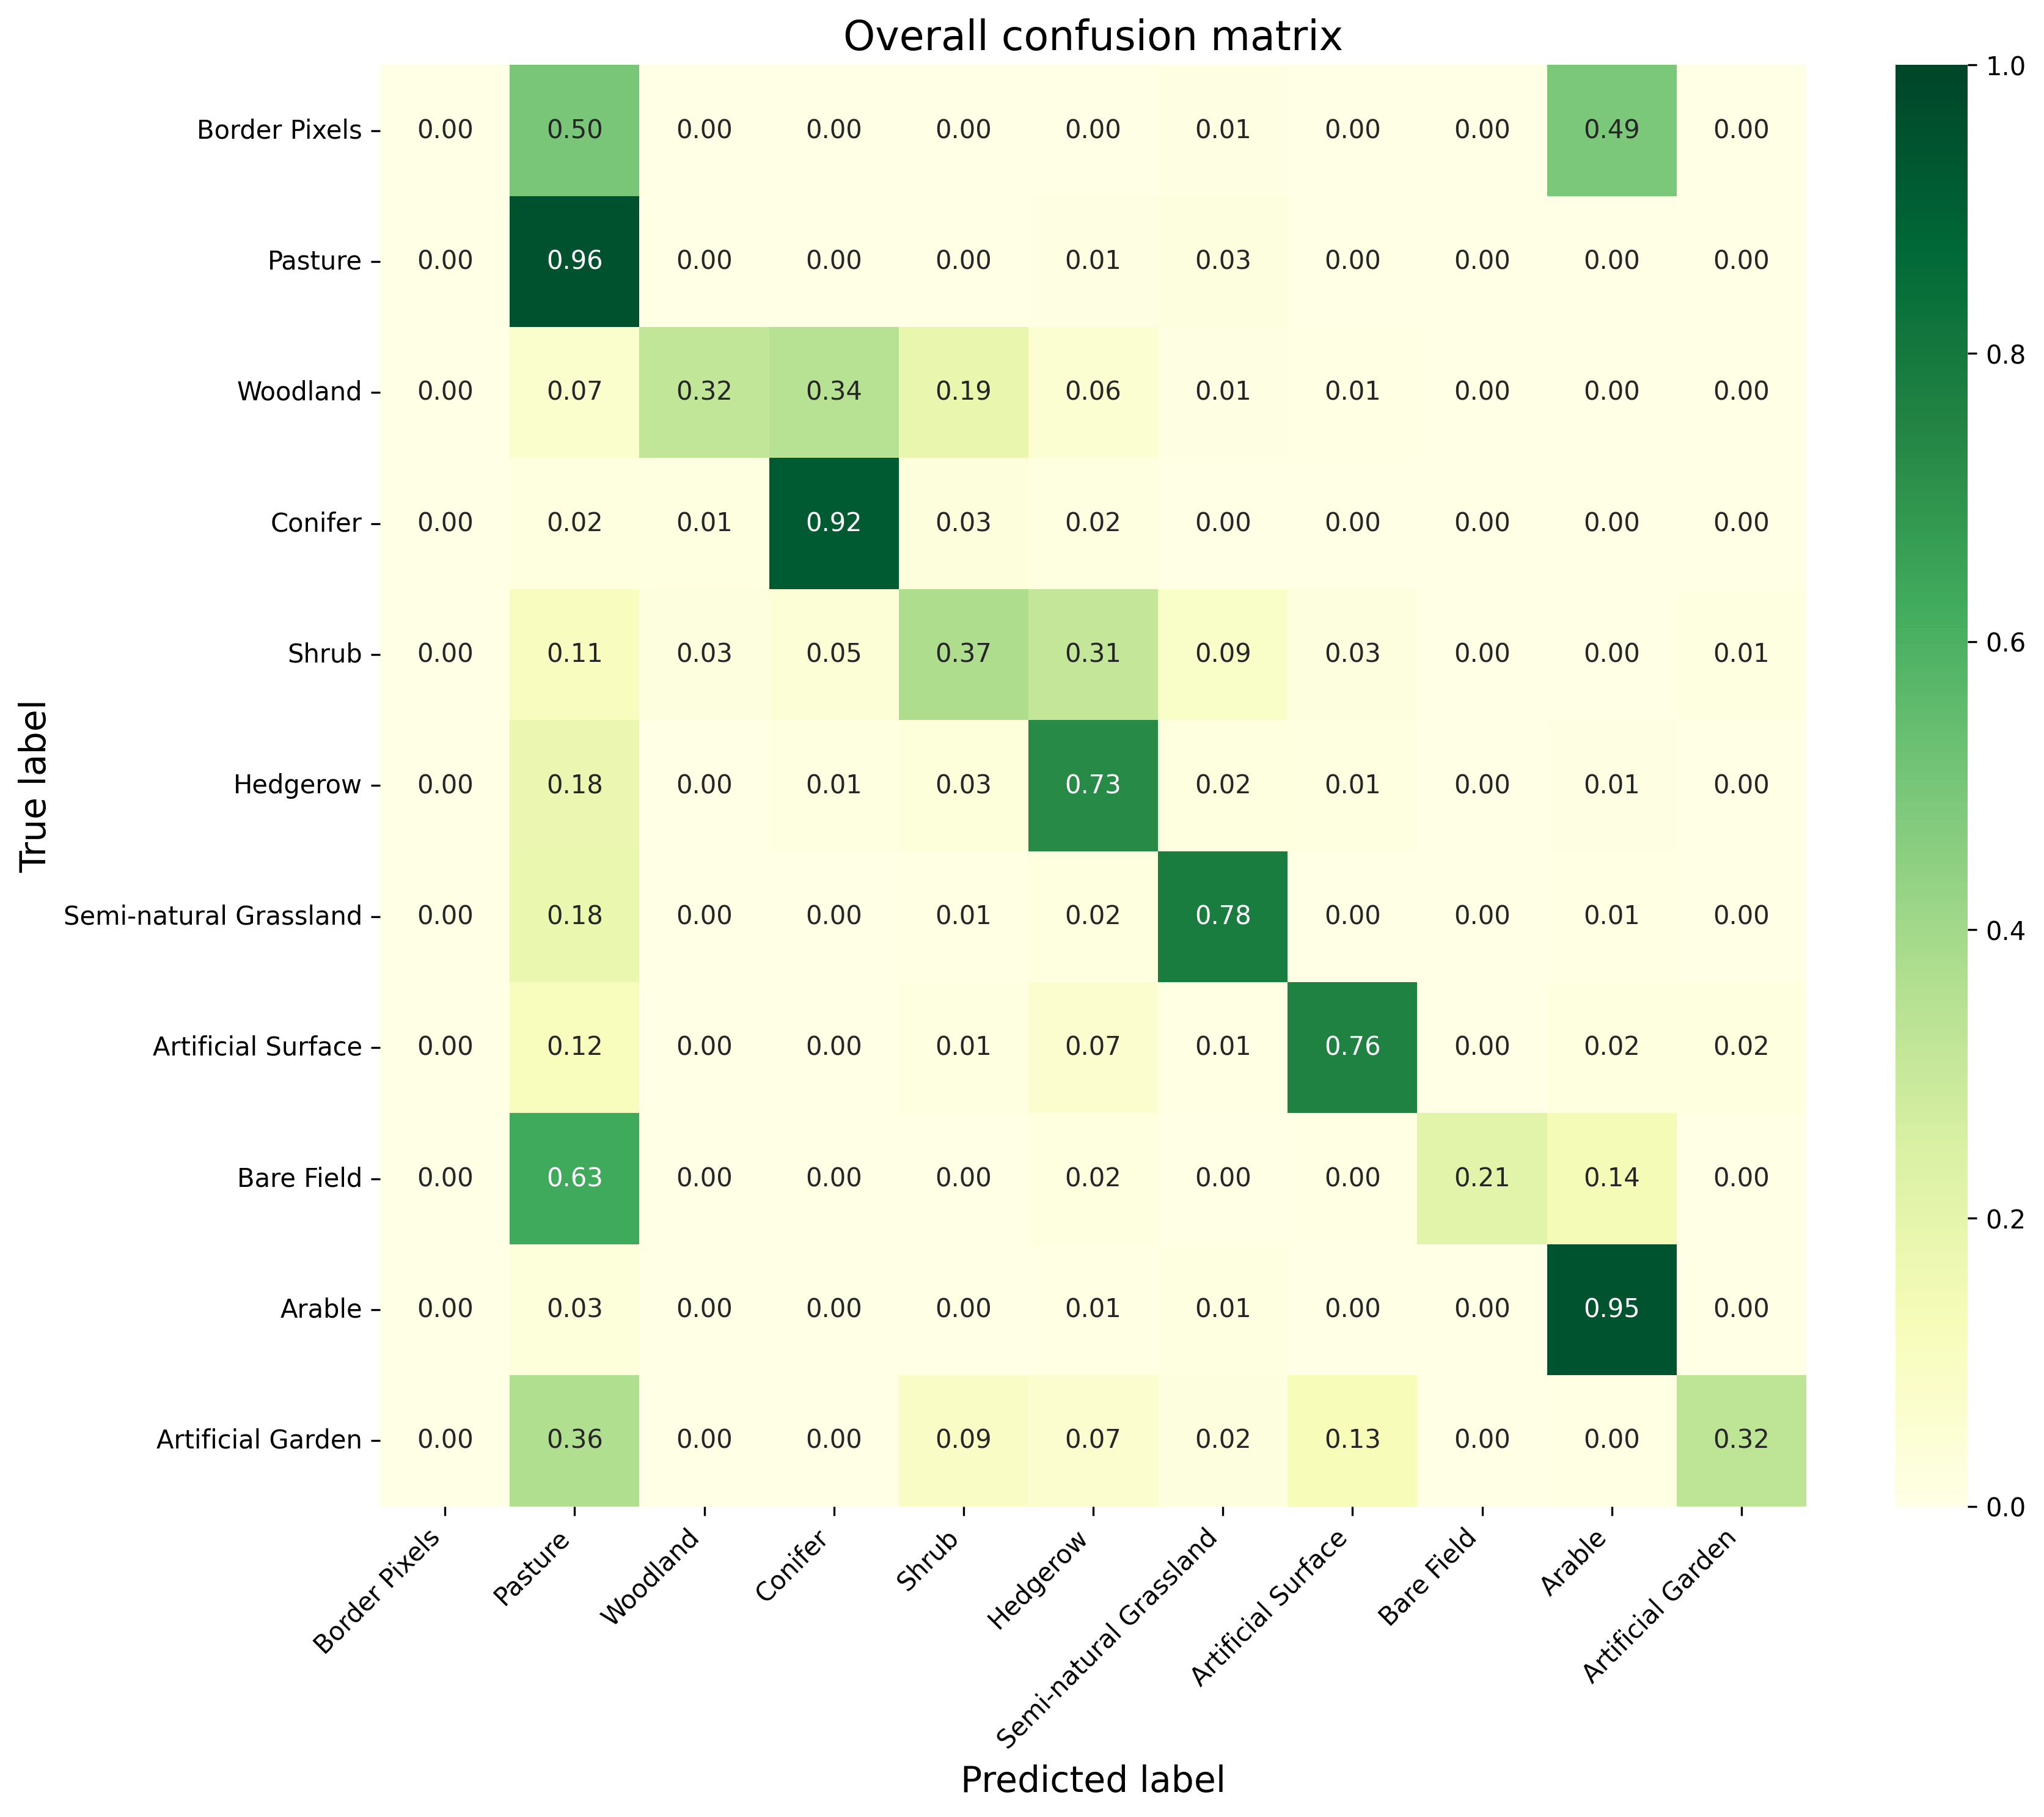 Overall confusion matrix
True label
Border Pixels 0.00 0.50 0.00 0.00 0.00 0.00 0.01 0.00 0.00 0.49 0.00
Pasture 0.00 0.96 0.00 0.00 0.00 0.01 0.03 0.00 0.00 0.00 0.00
Woodland 0.00 0.07 0.32 0.34 0.19 0.06 0.01 0.01 0.00 0.00 0.00
Conifer 0.00 0.02 0.01 0.92 0.03 0.02 0.00 0.00 0.00 0.00 0.00
Shrub 0.00 0.11 0.03 0.05 0.37 0.31 0.09 0.03 0.00 0.00 0.01
Hedgerow 0.00 0.18 0.00 0.01 0.03 0.73 0.02 0.01 0.00 0.01 0.00
Semi-natural Grassland 0.00 0.18 0.00 0.00 0.01 0.02 0.78 0.00 0.00 0.01 0.00
Artificial Surface 0.00 0.12 0.00 0.00 0.01 0.07 0.01 0.76 0.00 0.02 0.02
Bare Field 0.00 0.63 0.00 0.00 0.00 0.02 0.00 0.00 0.21 0.14 0.00
Arable 0.00 0.03 0.00 0.00 0.00 0.01 0.01 0.00 0.00 0.95 0.00
Artificial Garden 0.00 0.36 0.00 0.00 0.09 0.07 0.02 0.13 0.00 0.00 0.32
Border Pixels
Pasture
Woodland
Conifer
Shrub
Hedgerow
Semi-natural Grassland
Artificial Surface
Bare Field
Arable
Artificial Garden
Predicted label
1.0
0.8
0.6
0.4
0.2
0.0